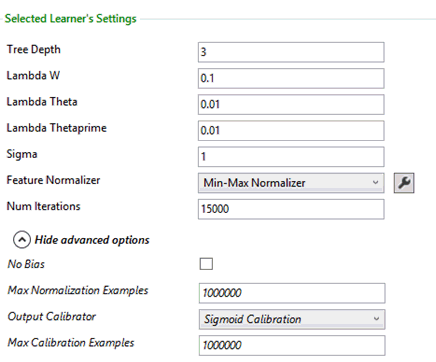 Selected Learner's Settings
Tree Depth 3
Lambda W 0.1
Lambda Theta 0.01
Lambda Thetaprime 0.01
Sigma 1
Feature Normalizer Min-Max Normalizer
Num Iterations 15000
Hide advanced options
No Bias
Max Normalization Examples 1000000
Output Calibrator Sigmoid Calibration
Max Calibration Examples 1000000